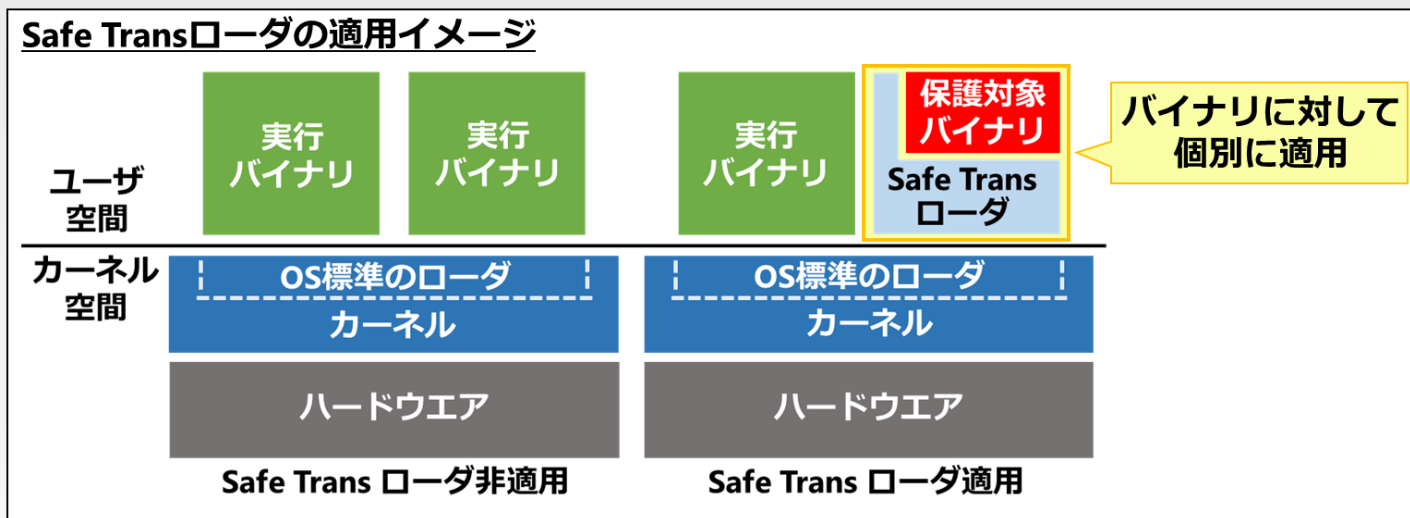 Safe Transローダの適用イメージ
実行
バイナリ
実行
バイナリ
実行
バイナリ
保護対象
バイナリ
Safe Trans
ローダ
バイナリに対して
個別に適用
ユーザ
空間
カーネル
空間
OS標準のローダ
カーネル
OS標準のローダ
カーネル
ハードウエア
ハードウエア
Safe Trans ローダ非適用
Safe Trans ローダ適用